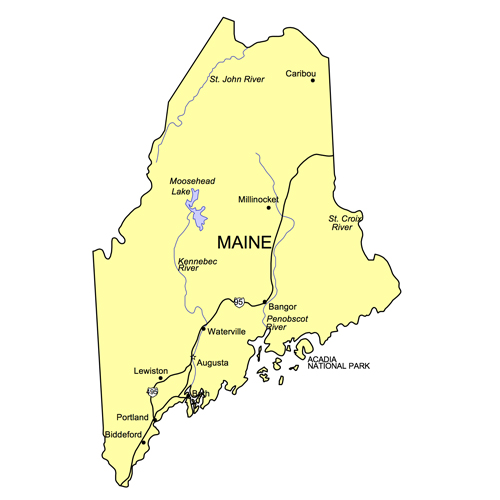 Caribou
St. John River
Moosehead
Lake
Millinocket
St. Croix
River
MAINE
Kennebec
River
95
Bangor
Penobscot
River
Waterville
ACADIA
NATIONAL PARK
Augusta
Lewiston
495
Bath
Portland
Biddeford